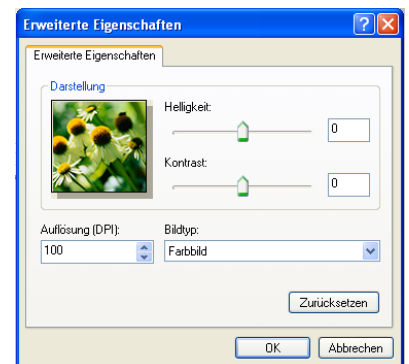 Erweiterte Eigenschaften
Erweiterte Eigenschaften
Darstellung
Helligkeit:
0
Kontrast:
0
Auflösung (DPI):
Bildtyp:
100
Farbbild
Zurücksetzen
OK
Abbrechen